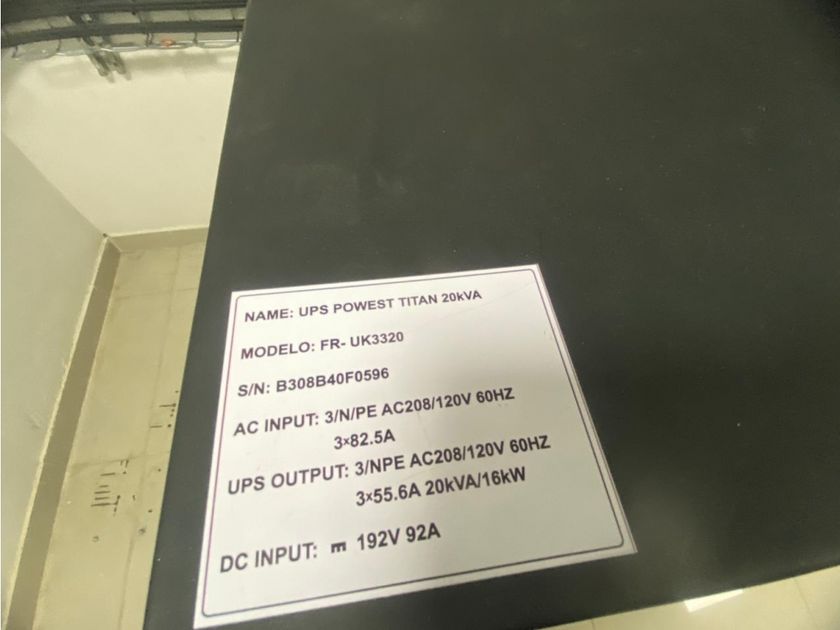 NAME: UPS POWEST TITAN 20kVA
MODELO: FR- UK3320
S/N: B308B40F0596
AC INPUT: 3/N/PE AC208/120V 60HZ
3×82.5A
UPS OUTPUT: 3/NPE AC208/120V 60HZ
3×55.6A 20kVA/16kW
DC INPUT: ⎓ 192V 92A